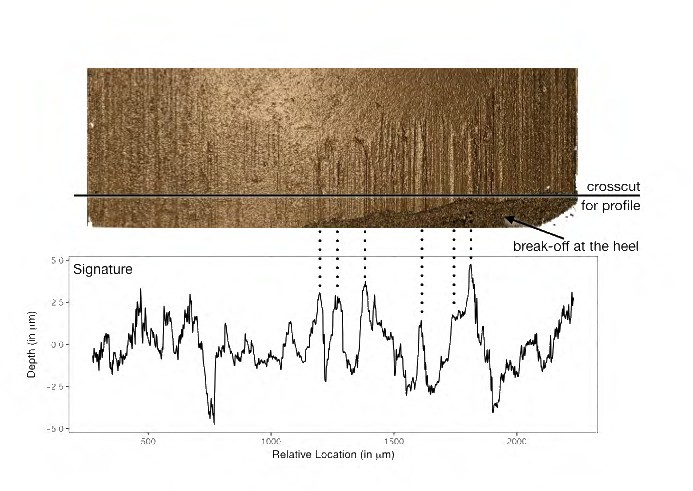 crosscut
for profile
break-off at the heel
5.0
Signature
2.5
0.0
-2.5
-5.0
Depth (in µm)
500 1000 1500 2000
Relative Location (in µm)